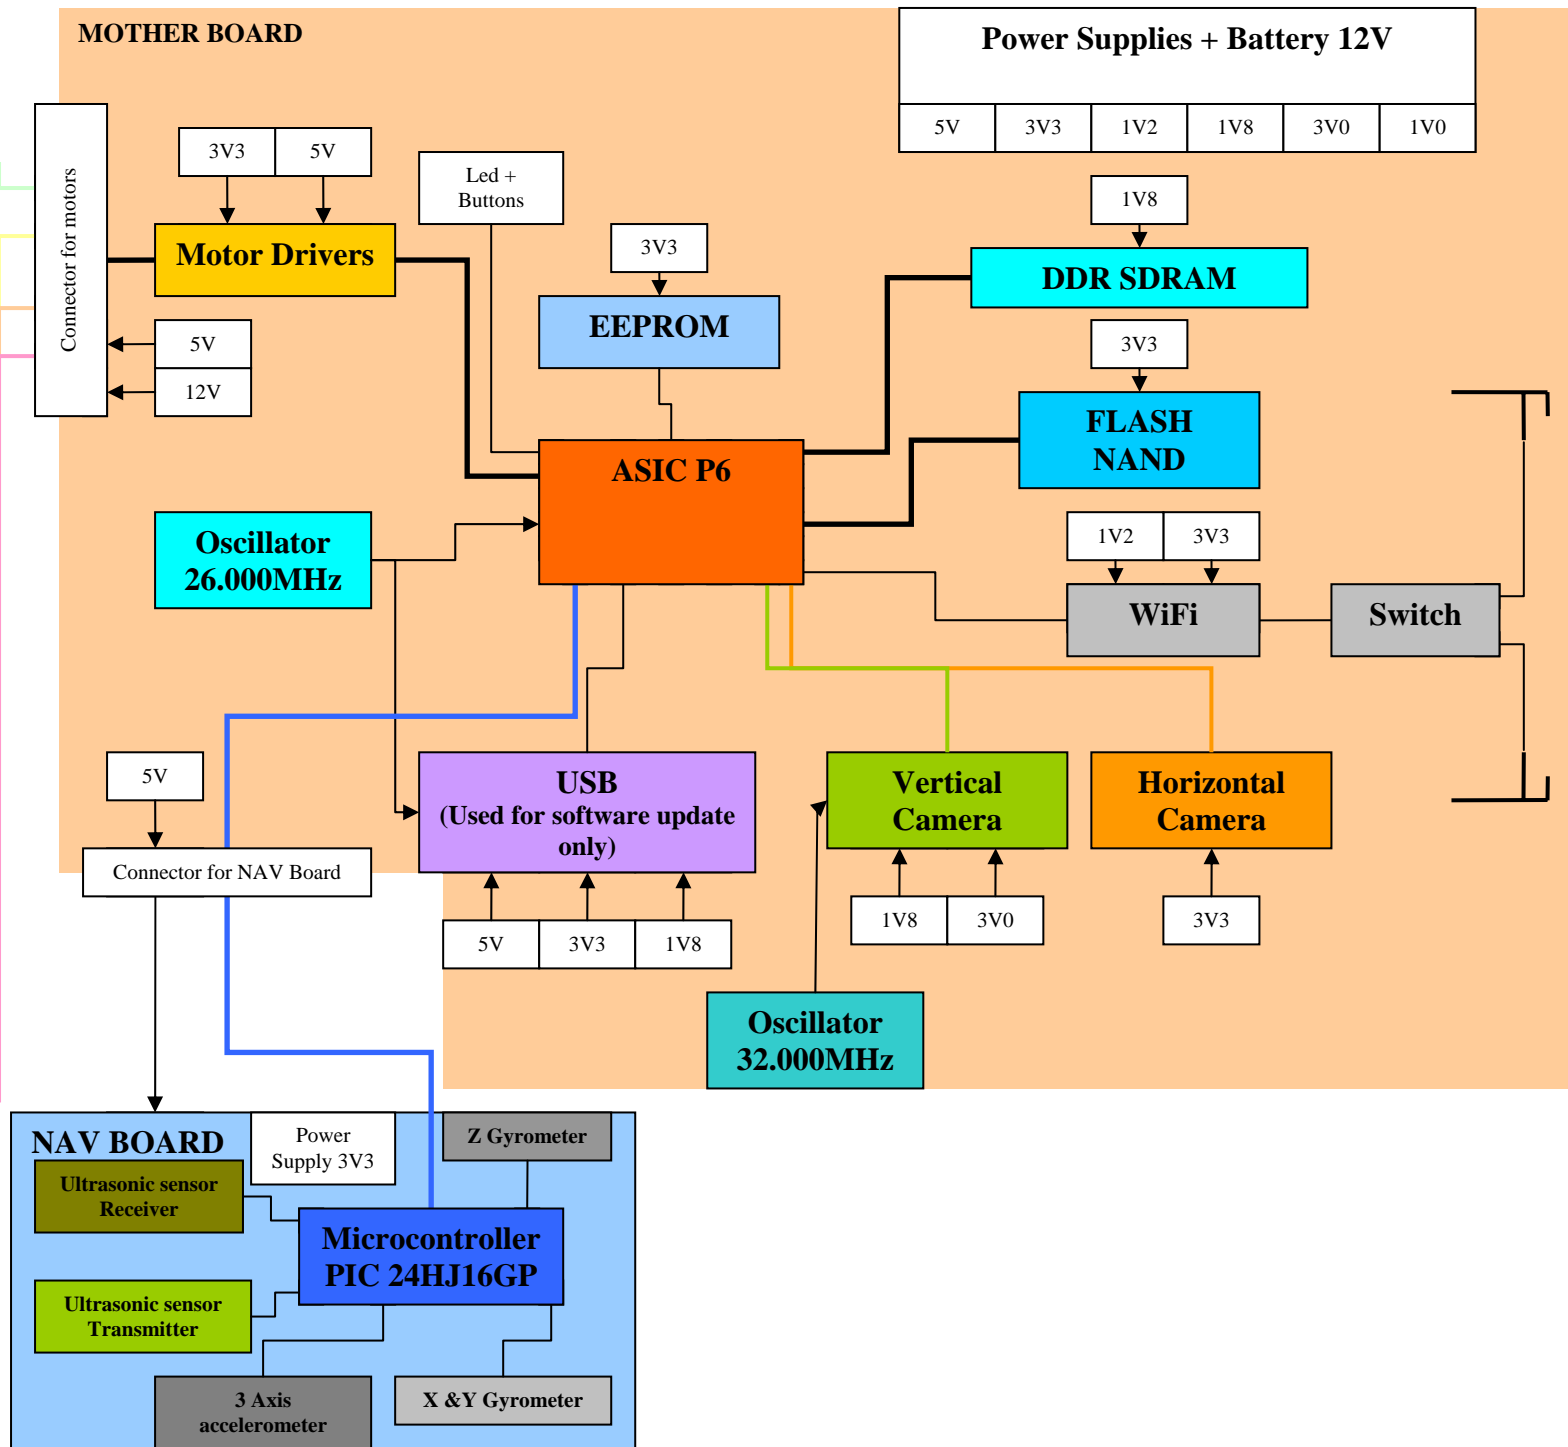 MOTHER BOARD
Power Supplies + Battery 12V
5V
3V3
1V2
1V8
3V0
1V0
Connector for motors
3V3
5V
Motor Drivers
5V
12V
Led +
Buttons
3V3
EEPROM
1V8
DDR SDRAM
3V3
FLASH
NAND
ASIC P6
Oscillator
26.000MHz
1V2
3V3
WiFi
Switch
5V
Connector for NAV Board
USB
(Used for software update
only)
5V
3V3
1V8
Vertical
Camera
1V8
3V0
Horizontal
Camera
3V3
Oscillator
32.000MHz
NAV BOARD
Power
Supply 3V3
Z Gyrometer
Ultrasonic sensor
Receiver
Microcontroller
PIC 24HJ16GP
Ultrasonic sensor
Transmitter
3 Axis
accelerometer
X &Y Gyrometer